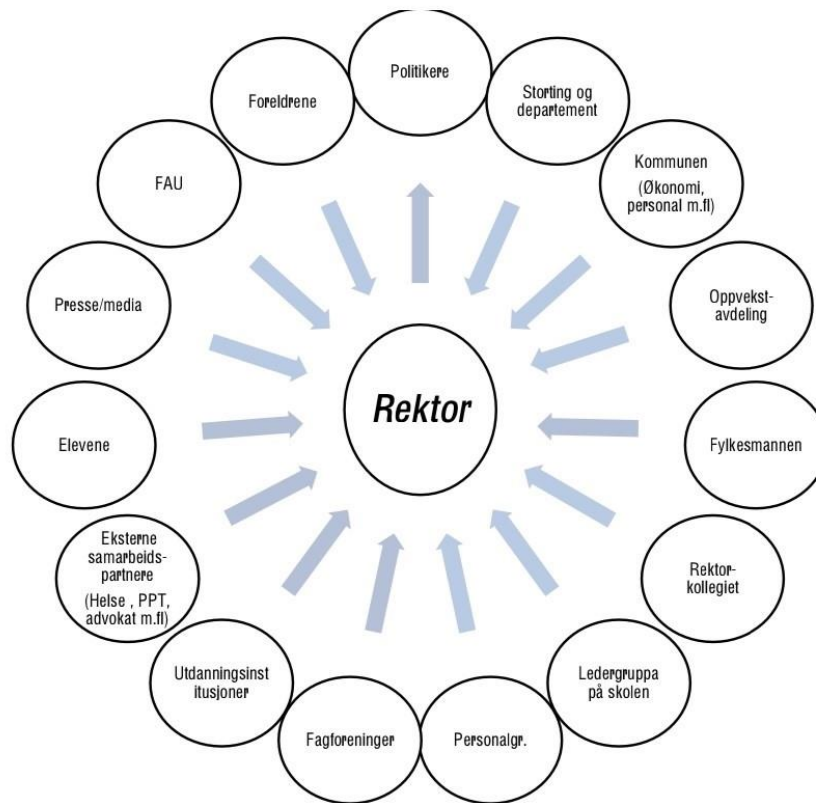 Politikere
Storting og
departement
Kommunen
(Økonomi,
personal m.fl)
Oppvekst-
avdeling
Fylkesmannen
Rektor-
kollegiet
Ledergruppa
på skolen
Personalgr.
Fagforeninger
Utdanningsinst
itusjoner
Eksterne
samarbeids-
partnere
(Helse , PPT,
advokat m.fl)
Elevene
Presse/media
FAU
Foreldrene
Rektor